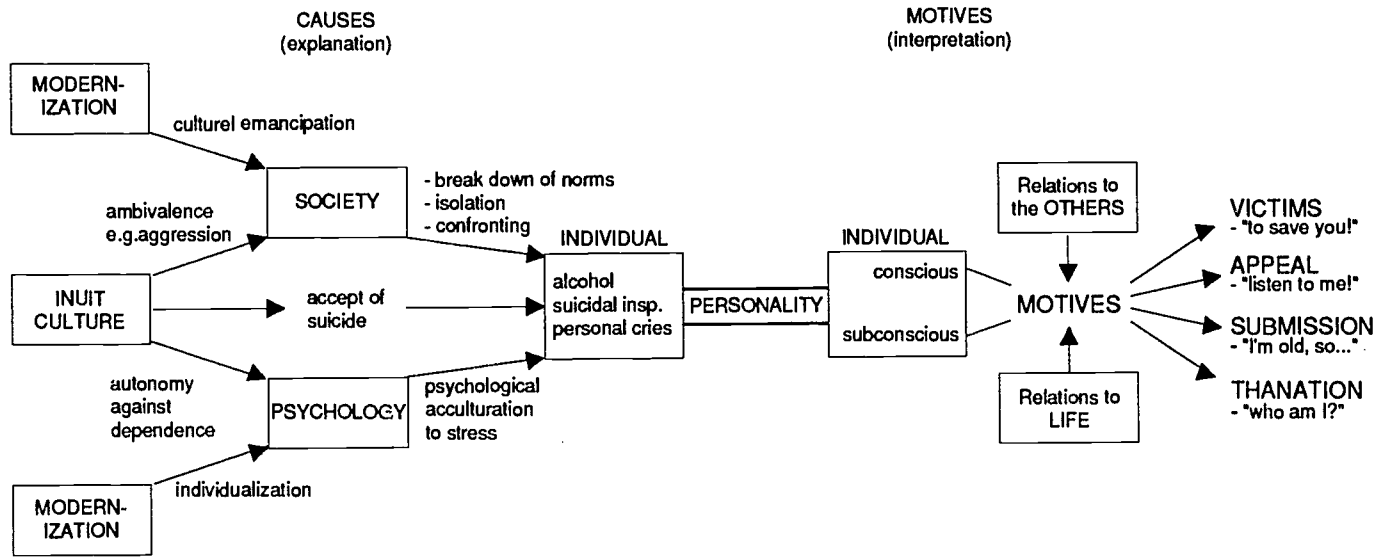 CAUSES
(explanation)
MOTIVES
(interpretation)
MODERN-
IZATION
culturel emancipation
SOCIETY
- break down of norms
- isolation
- confronting
ambivalence
e.g.aggression
INUIT
CULTURE
accept of
suicide
autonomy
against
dependence
PSYCHOLOGY
psychological
acculturation
to stress
individualization
MODERN-
IZATION
INDIVIDUAL
alcohol
suicidal insp.
personal cries
PERSONALITY
INDIVIDUAL
conscious
subconscious
Relations to
the OTHERS
MOTIVES
Relations to
LIFE
VICTIMS
- "to save you!"
APPEAL
- "listen to me!"
SUBMISSION
- "I'm old, so..."
THANATION
- "who am I?"